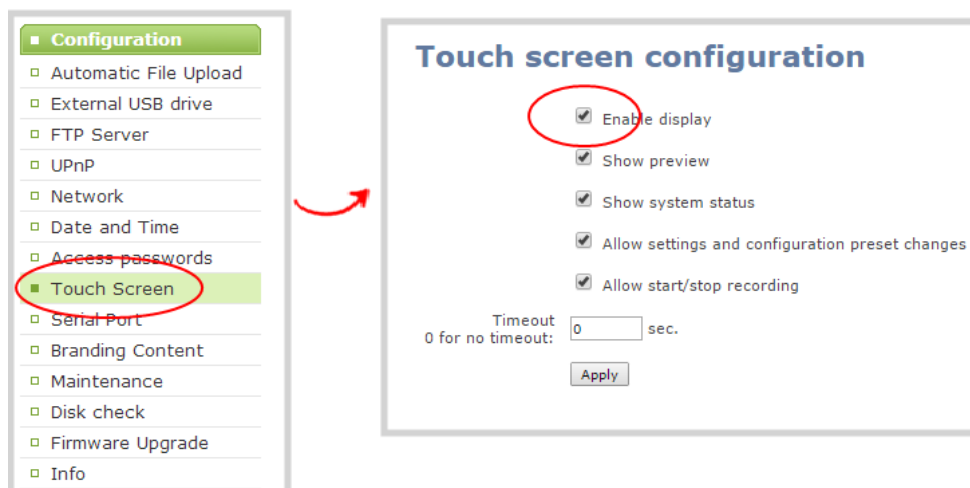 Configuration
Automatic File Upload
External USB drive
FTP Server
UPnP
Network
Date and Time
Access passwords
Touch Screen
Serial Port
Branding Content
Maintenance
Disk check
Firmware Upgrade
Info
Touch screen configuration
Enable display
Show preview
Show system status
Allow settings and configuration preset changes
Allow start/stop recording
Timeout
0 for no timeout:
0 sec.
Apply